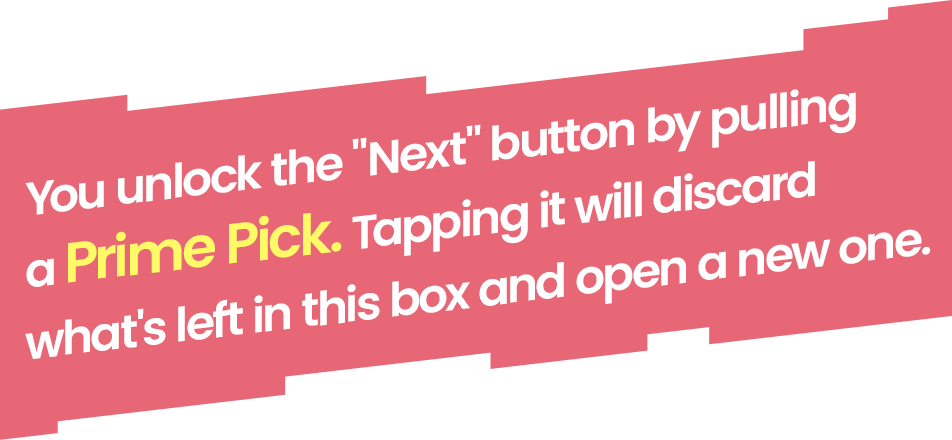 You unlock the "Next" button by pulling
a Prime Pick. Tapping it will discard
what's left in this box and open a new one.